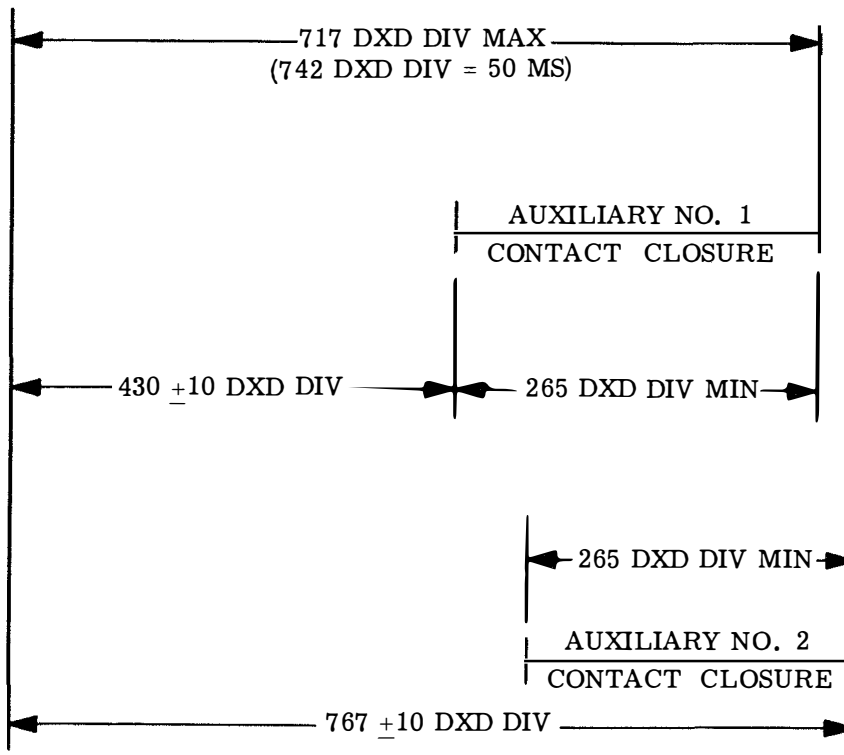 717 DXD DIV MAX
(742 DXD DIV = 50 MS)
AUXILIARY NO. 1
CONTACT CLOSURE
430 ±10 DXD DIV
265 DXD DIV MIN
265 DXD DIV MIN
AUXILIARY NO. 2
CONTACT CLOSURE
767 ±10 DXD DIV